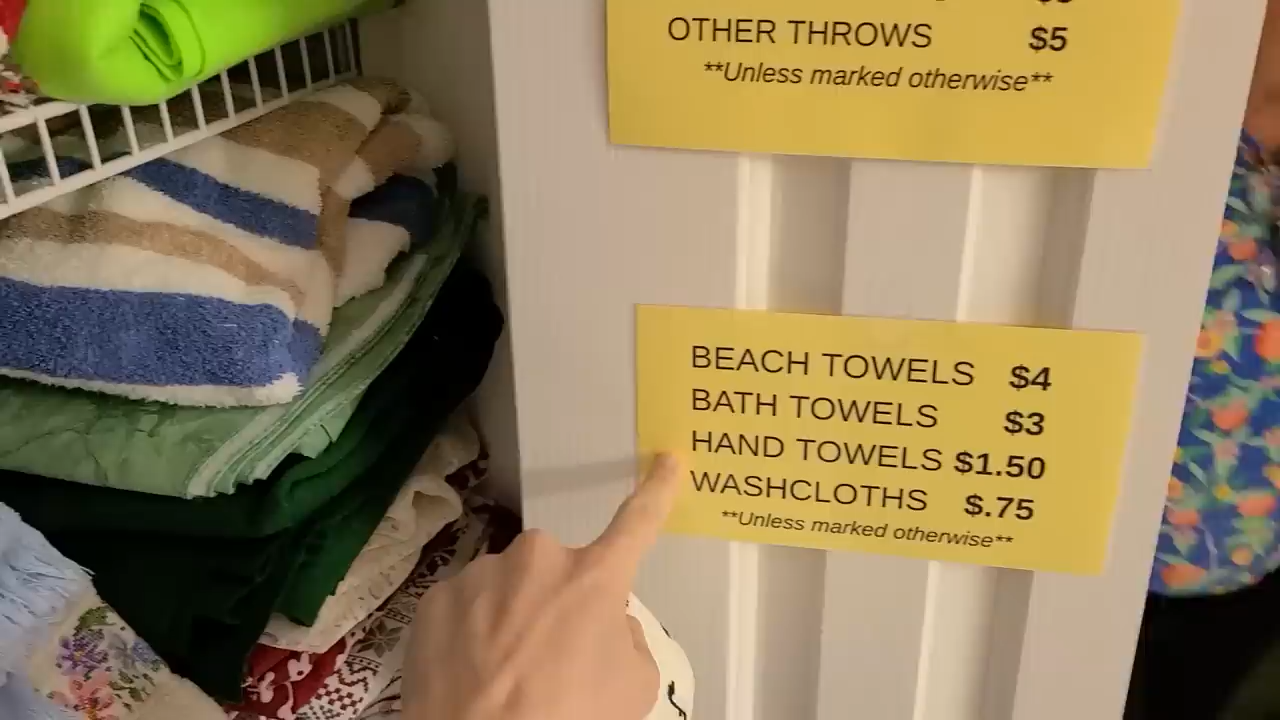 OTHER THROWS $5
**Unless marked otherwise**
BEACH TOWELS $4
BATH TOWELS $3
HAND TOWELS $1.50
WASHCLOTHS $.75
**Unless marked otherwise**